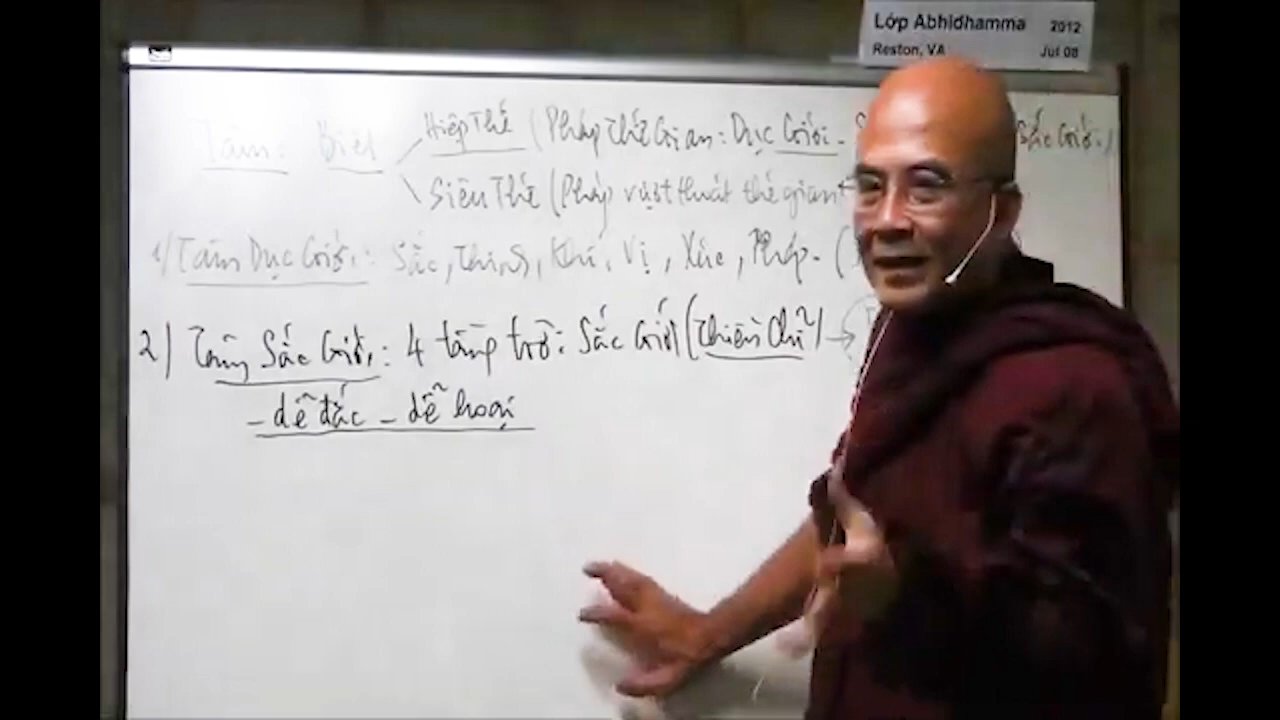 Lớp Abhidhamma 2012
Reston, VA Jul 08
Tâm: Biết
Hiệp Thế (Pháp Thế Gian: Dục Giới - S Sắc Giới.)
Siêu Thế (Pháp vượt thoát thế gian
1/ Tâm Dục Giới: Sắc, Thinh, Khí, Vị, Xúc, Pháp. (
2) Tâm Sắc Giới: 4 tầng trời Sắc Giới (Thiền Chỉ) →
- dễ đắc - dễ hoại